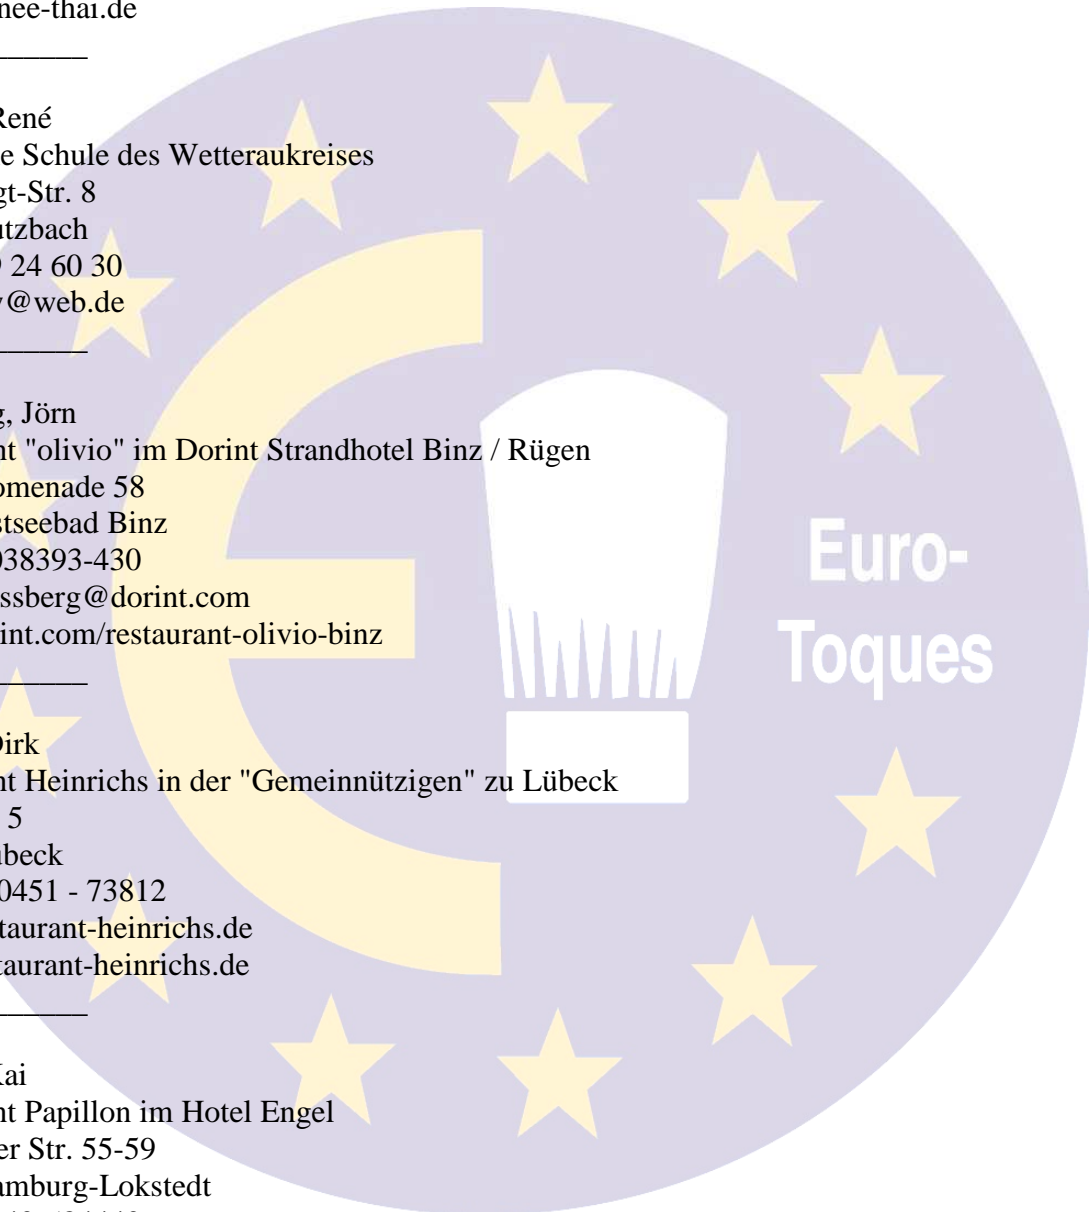 nee-thai.de
René
e Schule des Wetteraukreises
gt-Str. 8
utzbach
24 60 30
@web.de
g, Jörn
nt "olivio" im Dorint Strandhotel Binz / Rügen
omenade 58
stseebad Binz
038393-430
ssberg@dorint.com
int.com/restaurant-olivio-binz
Dirk
nt Heinrichs in der "Gemeinnützigen" zu Lübeck
5
übeck
0451 - 73812
taurant-heinrichs.de
taurant-heinrichs.de
Kai
nt Papillon im Hotel Engel
er Str. 55-59
amburg-Lokstedt
Euro-
Toques